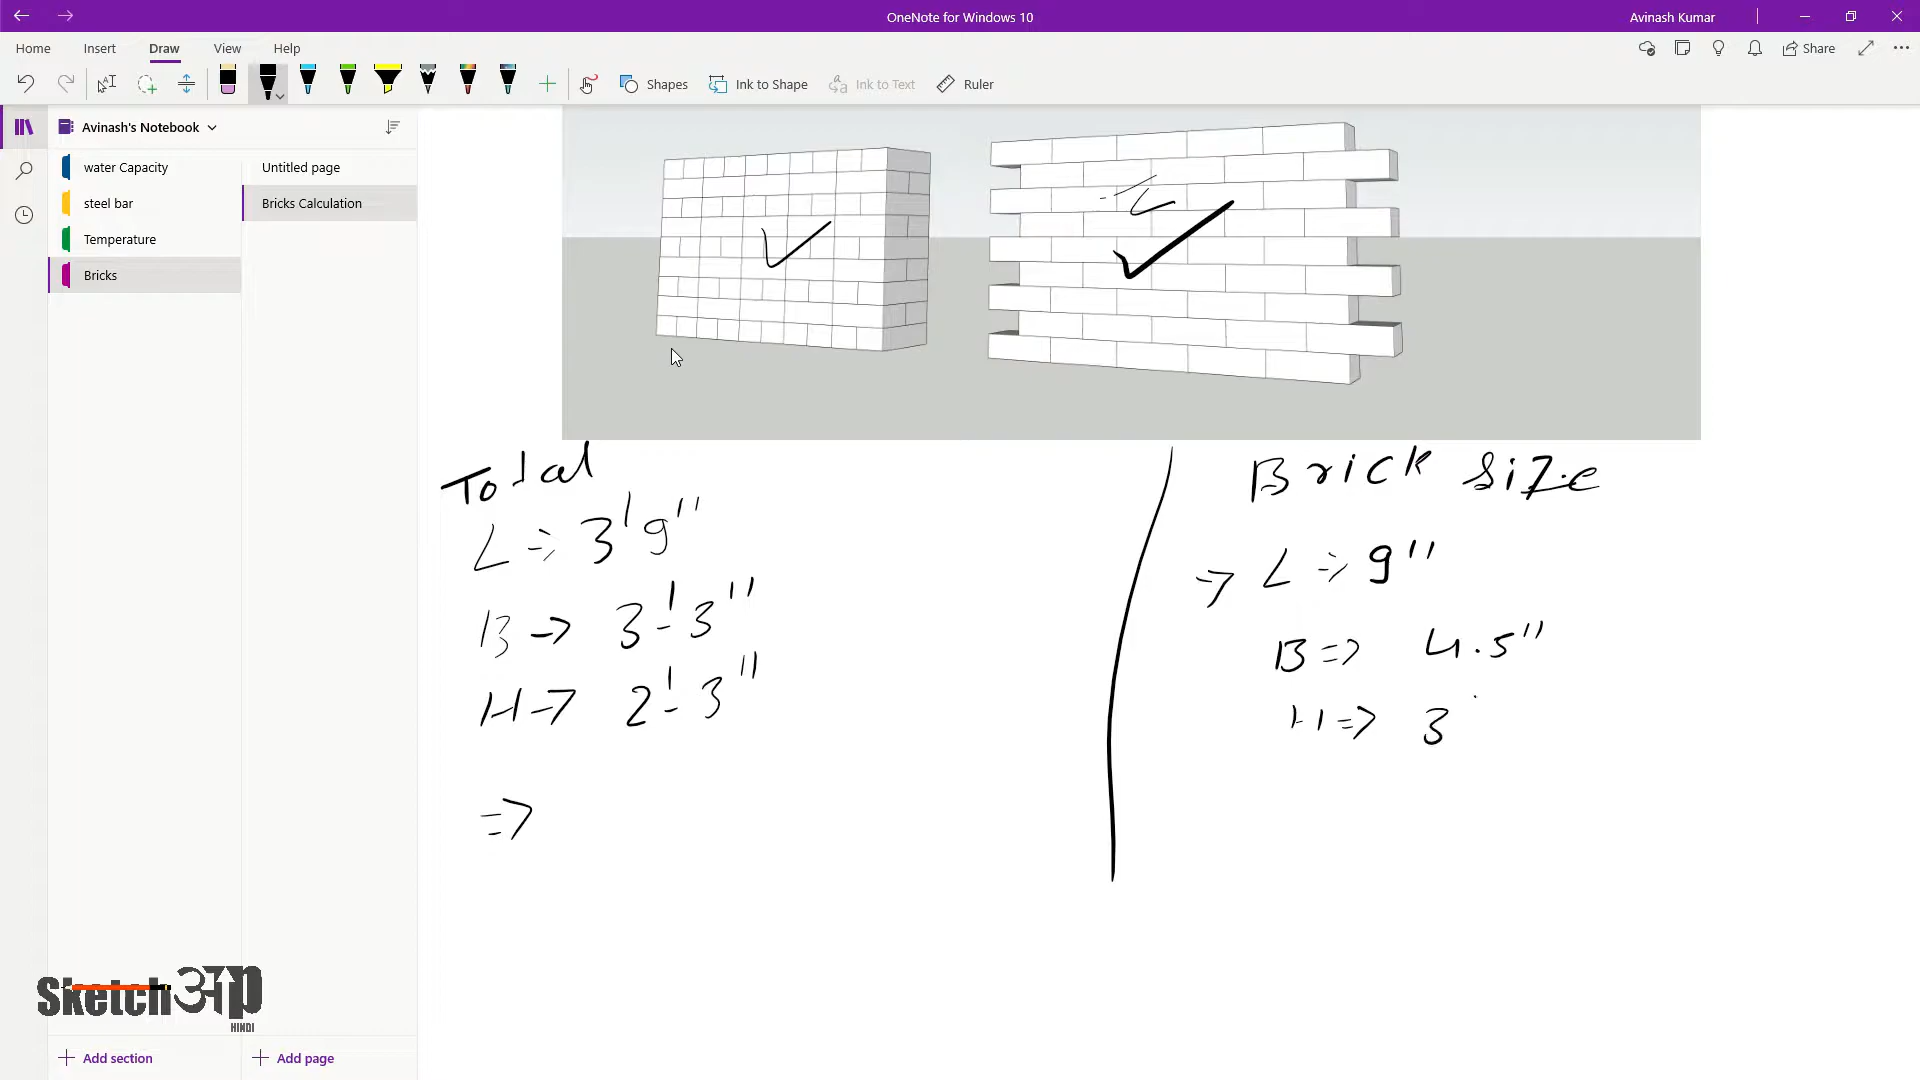 OneNote for Windows 10
Avinash Kumar
Home Insert Draw View Help
Share
Shapes Ink to Shape Ink to Text Ruler
Avinash's Notebook
water Capacity
steel bar
Temperature
Bricks
Untitled page
Bricks Calculation
Total
L => 3'9"
B -> 3'-3"
H -> 2'-3"
=>
Brick size
=> L => 9"
B => 4.5"
H => 3
Sketchअप
HINDI
Add section
Add page